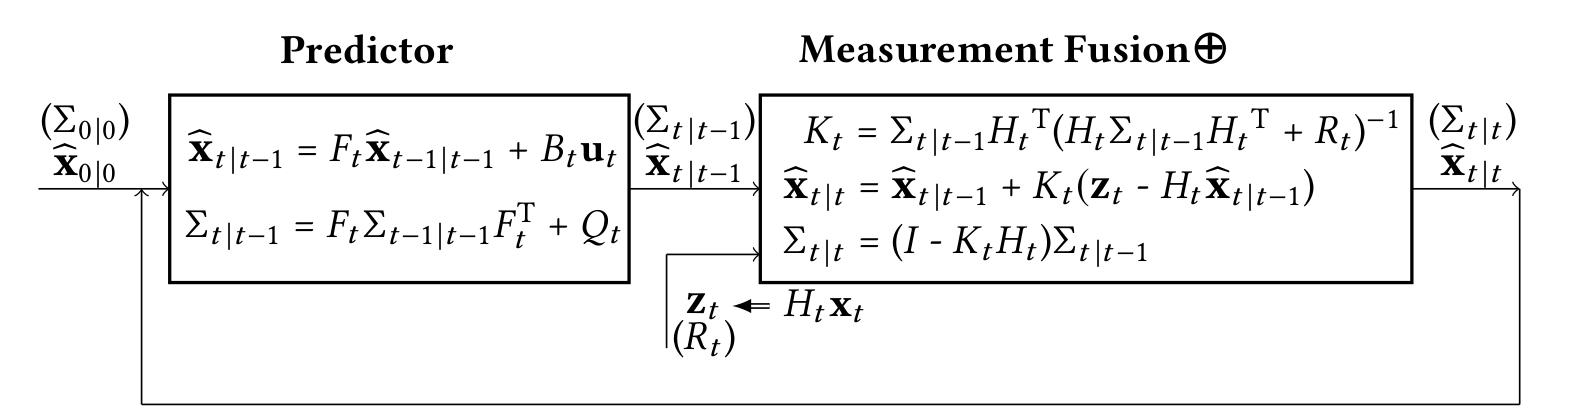 Predictor
Measurement Fusion⊕
(Σ₀|₀)
x̂₀|₀
x̂ₜ|ₜ₋₁ = Fₜx̂ₜ₋₁|ₜ₋₁ + Bₜuₜ
Σₜ|ₜ₋₁ = FₜΣₜ₋₁|ₜ₋₁Fₜᵀ + Qₜ
(Σₜ|ₜ₋₁)
x̂ₜ|ₜ₋₁
Kₜ = Σₜ|ₜ₋₁Hₜᵀ(HₜΣₜ|ₜ₋₁Hₜᵀ + Rₜ)⁻¹
x̂ₜ|ₜ = x̂ₜ|ₜ₋₁ + Kₜ(zₜ - Hₜx̂ₜ|ₜ₋₁)
Σₜ|ₜ = (I - KₜHₜ)Σₜ|ₜ₋₁
(Σₜ|ₜ)
x̂ₜ|ₜ
zₜ ⇐ Hₜxₜ
(Rₜ)